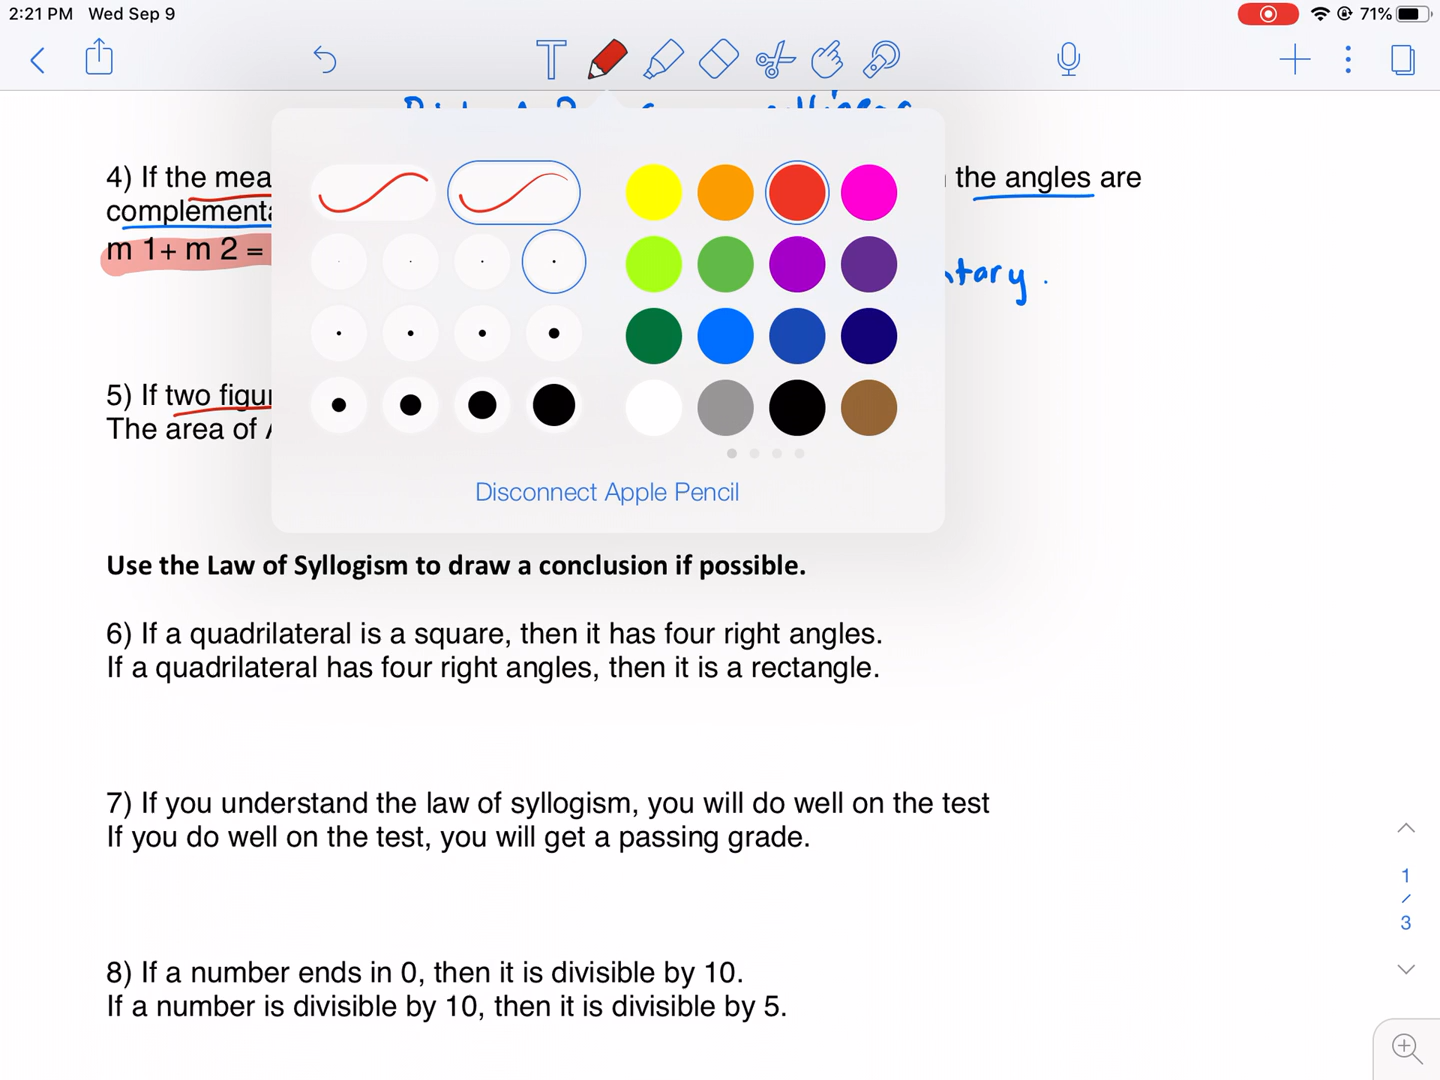 2:21 PM Wed Sep 9
71%
4) If the mea
the angles are
complementa
m 1+ m 2 =
ntary.
5) If two figur
The area of
Disconnect Apple Pencil
Use the Law of Syllogism to draw a conclusion if possible.
6) If a quadrilateral is a square, then it has four right angles.
If a quadrilateral has four right angles, then it is a rectangle.
7) If you understand the law of syllogism, you will do well on the test
If you do well on the test, you will get a passing grade.
1
/
3
8) If a number ends in 0, then it is divisible by 10.
If a number is divisible by 10, then it is divisible by 5.